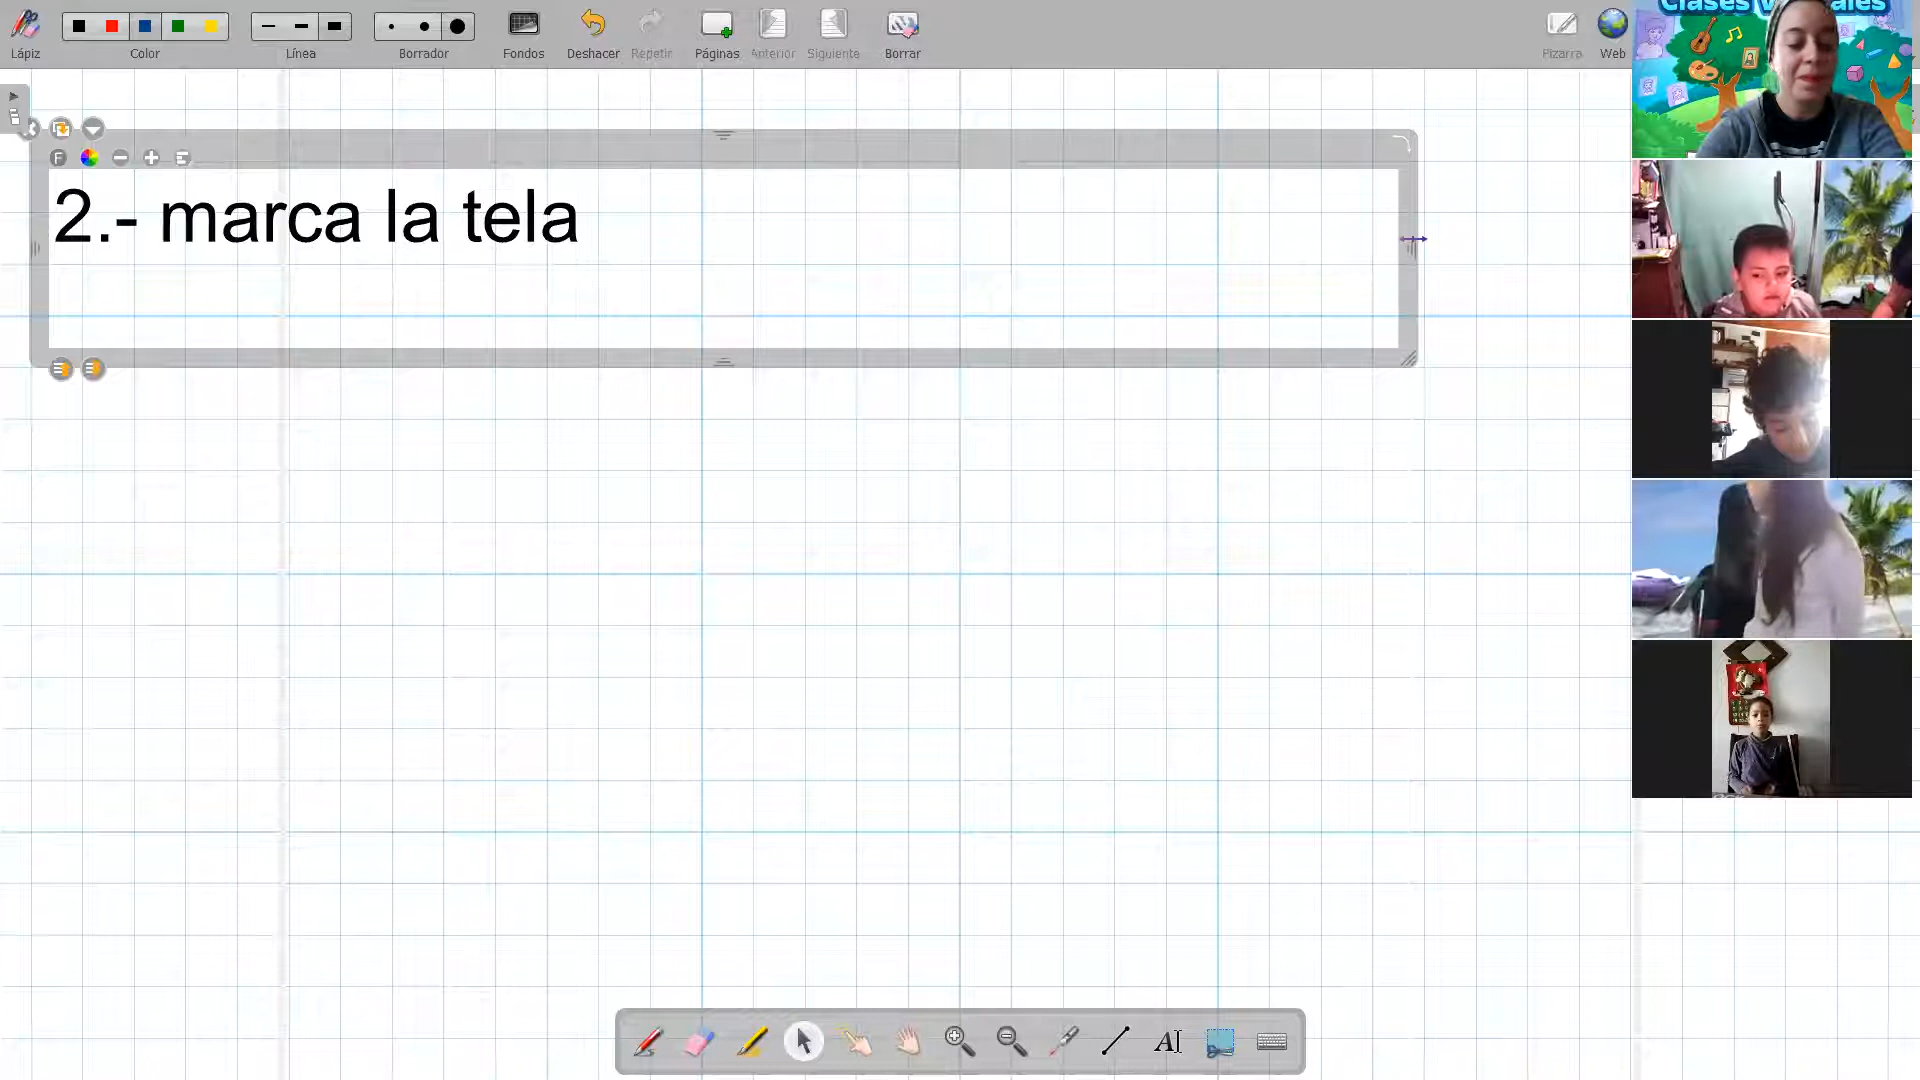 Lápiz
Color
Línea
Borrador
Fondos
Deshacer
Repetir
Páginas
Anterior
Siguiente
Borrar
Pizarra
Web
F
2.- marca la tela
A